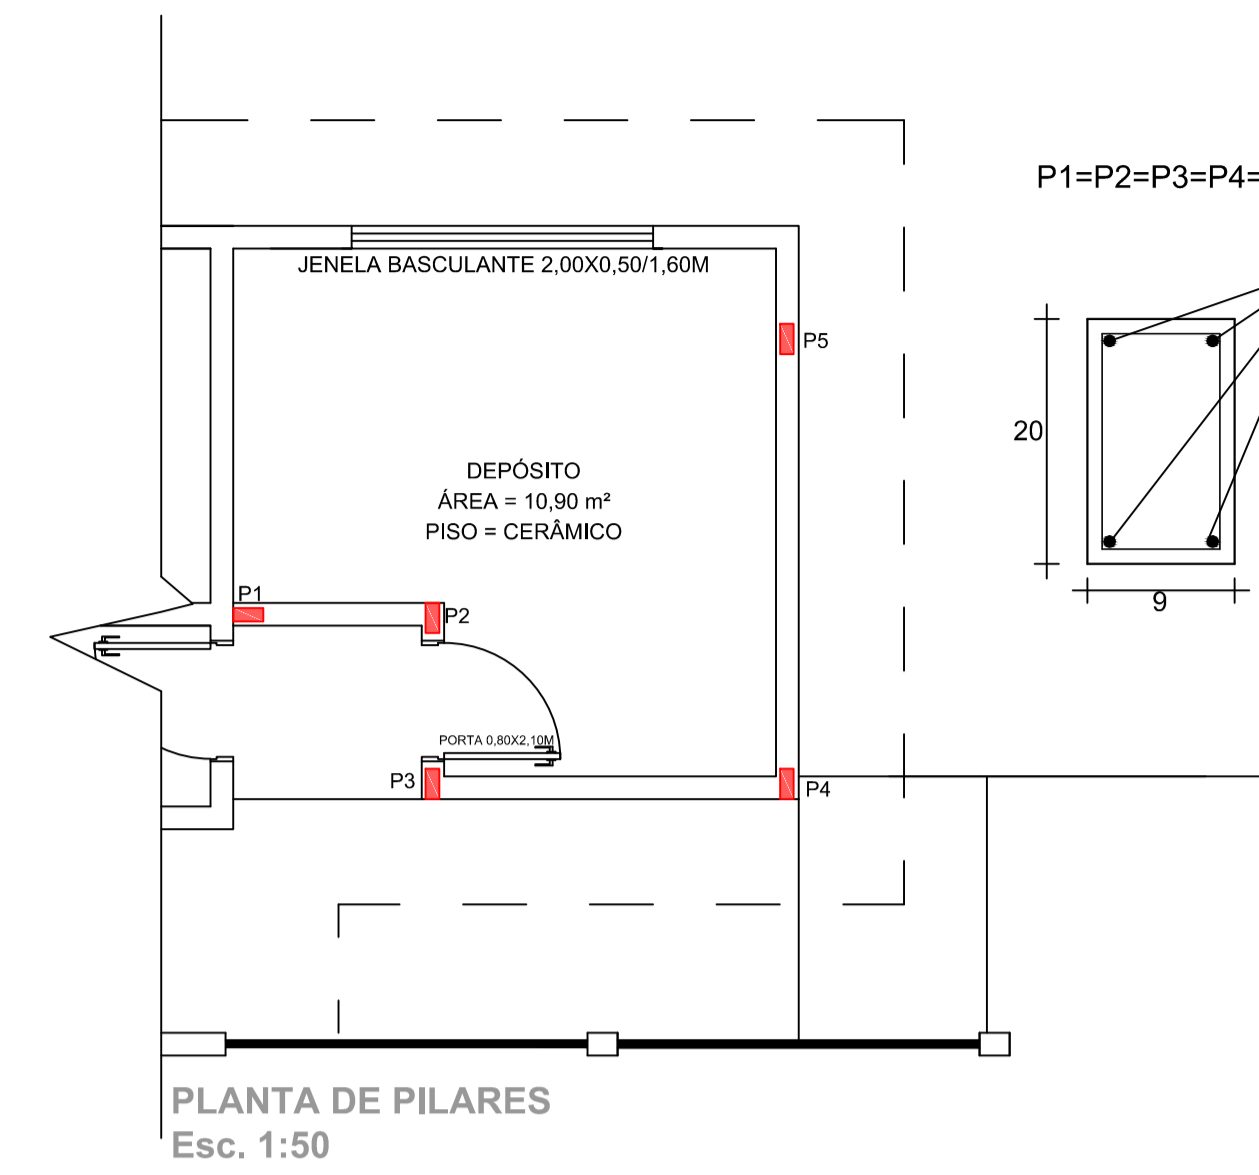 P1=P2=P3=P4=
JENELA BASCULANTE 2,00X0,50/1,60M
P5
20
DEPÓSITO
ÁREA = 10,90 m²
PISO = CERÂMICO
P1
P2
9
PORTA 0,80X2,10M
P3
P4
PLANTA DE PILARES
Esc. 1:50